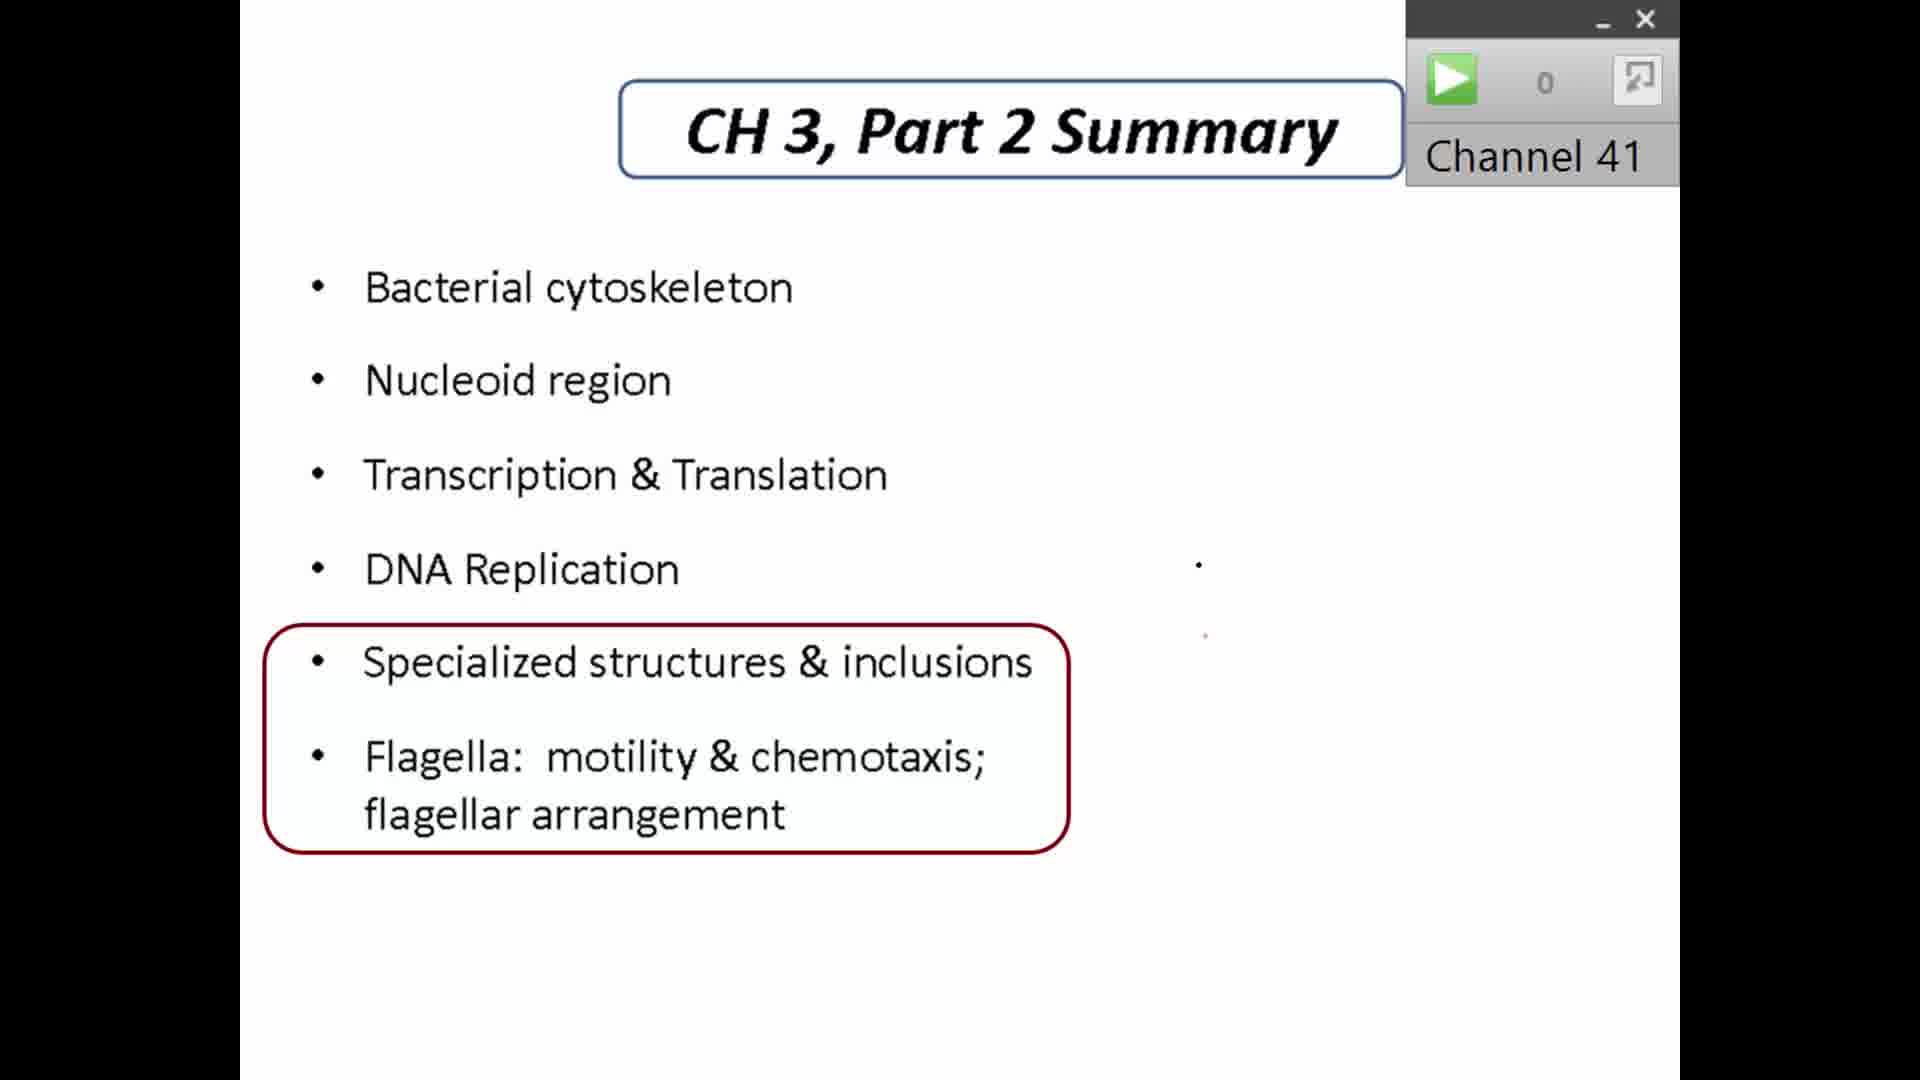 CH 3, Part 2 Summary
0
Channel 41
• Bacterial cytoskeleton
• Nucleoid region
• Transcription & Translation
• DNA Replication
• Specialized structures & inclusions
• Flagella: motility & chemotaxis;
flagellar arrangement